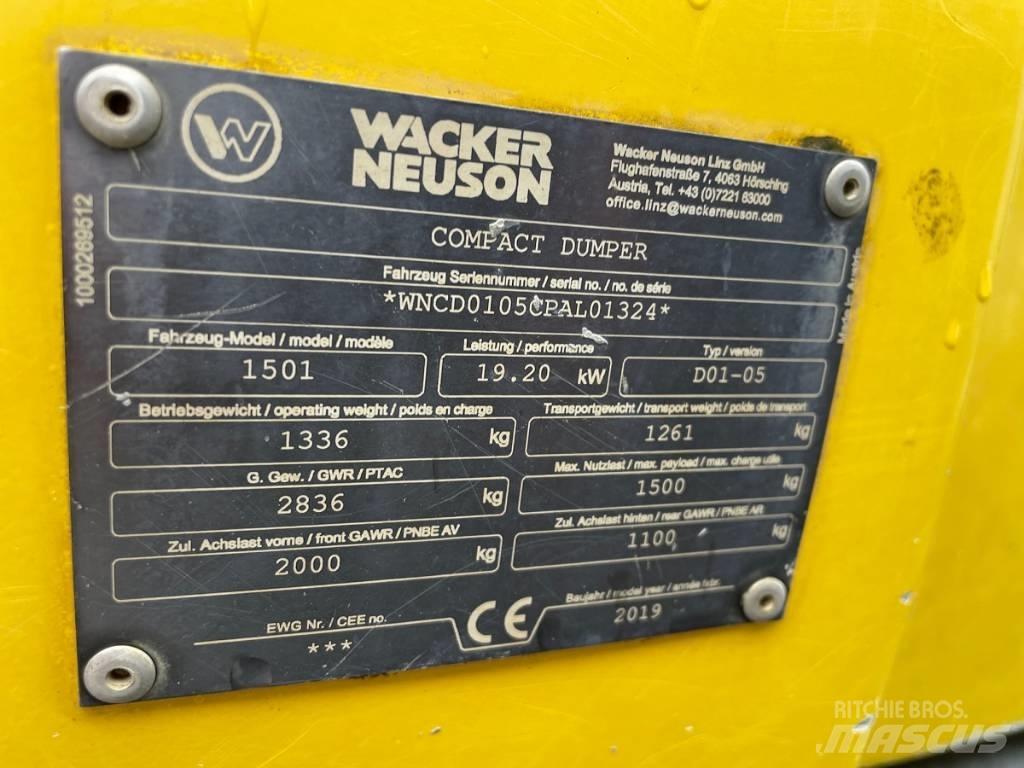 WACKER
NEUSON
Wacker Neuson Linz GmbH
Flughafenstraße 7, 4063 Hörsching
Austria, Tel. +43 (0)7221 63000
office.linz@wackerneuson.com
1000269512
COMPACT DUMPER
Made in Austria
Fahrzeug Seriennummer / serial no. / no. de série
*WNCD0105CPAL01324*
Fahrzeug-Model / model / modèle
1501
Leistung / performance
19.20 kW
Typ / version
D01-05
Betriebsgewicht / operating weight / poids en charge
1336 kg
Transportgewicht / transport weight / poids de transport
1261 kg
G. Gew. / GWR / PTAC
2836 kg
Max. Nutzlast / max. payload / max. charge utile
1500 kg
Zul. Achslast vorne / front GAWR / PNBE AV
2000 kg
Zul. Achslast hinten / rear GAWR / PNBE AR
1100 kg
EWG Nr. / CEE no.
***
CE
Baujahr / model year / année fabr.
2019
RITCHIE BROS.
MASCUS